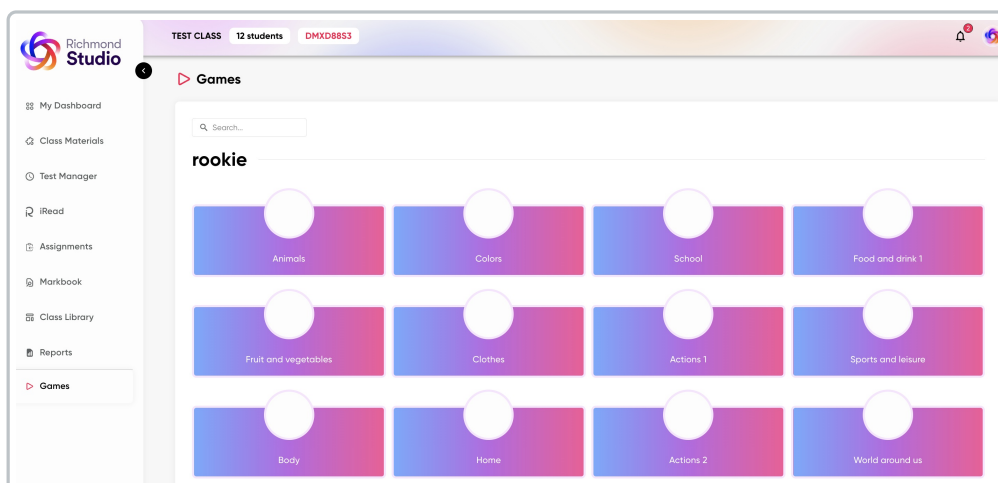 Richmond
Studio
TEST CLASS 12 students DMXD88S3
2
Games
My Dashboard
Class Materials
Test Manager
iRead
Assignments
Markbook
Class Library
Reports
Games
Search...
rookie
Animals Colors School Food and drink 1
Fruit and vegetables Clothes Actions 1 Sports and leisure
Body Home Actions 2 World around us